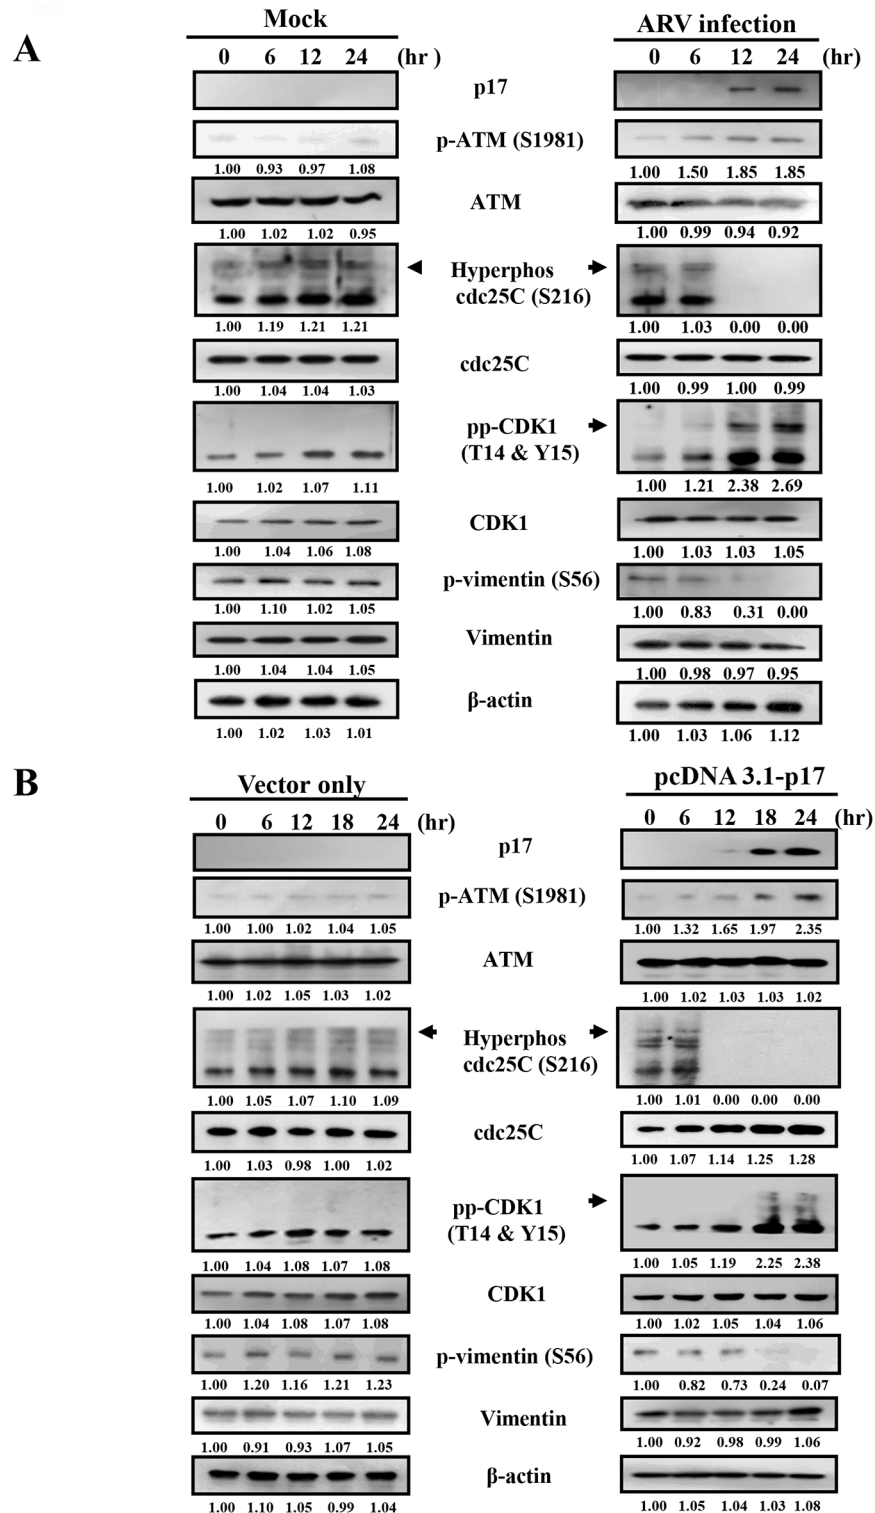 A
Mock
ARV infection
0 6 12 24 (hr )
0 6 12 24 (hr)
p17
p-ATM (S1981)
1.00 0.93 0.97 1.08
1.00 1.50 1.85 1.85
ATM
1.00 1.02 1.02 0.95
1.00 0.99 0.94 0.92
Hyperphos
cdc25C (S216)
1.00 1.19 1.21 1.21
1.00 1.03 0.00 0.00
cdc25C
1.00 1.04 1.04 1.03
1.00 0.99 1.00 0.99
pp-CDK1
(T14 & Y15)
1.00 1.02 1.07 1.11
1.00 1.21 2.38 2.69
CDK1
1.00 1.04 1.06 1.08
1.00 1.03 1.03 1.05
p-vimentin (S56)
1.00 1.10 1.02 1.05
1.00 0.83 0.31 0.00
Vimentin
1.00 1.04 1.04 1.05
1.00 0.98 0.97 0.95
β-actin
1.00 1.02 1.03 1.01
1.00 1.03 1.06 1.12
B
Vector only
pcDNA 3.1-p17
0 6 12 18 24 (hr)
0 6 12 18 24 (hr)
p17
p-ATM (S1981)
1.00 1.00 1.02 1.04 1.05
1.00 1.32 1.65 1.97 2.35
ATM
1.00 1.02 1.05 1.03 1.02
1.00 1.02 1.03 1.03 1.02
Hyperphos
cdc25C (S216)
1.00 1.05 1.07 1.10 1.09
1.00 1.01 0.00 0.00 0.00
cdc25C
1.00 1.03 0.98 1.00 1.02
1.00 1.07 1.14 1.25 1.28
pp-CDK1
(T14 & Y15)
1.00 1.04 1.08 1.07 1.08
1.00 1.05 1.19 2.25 2.38
CDK1
1.00 1.04 1.08 1.07 1.08
1.00 1.02 1.05 1.04 1.06
p-vimentin (S56)
1.00 1.20 1.16 1.21 1.23
1.00 0.82 0.73 0.24 0.07
Vimentin
1.00 0.91 0.93 1.07 1.05
1.00 0.92 0.98 0.99 1.06
β-actin
1.00 1.10 1.05 0.99 1.04
1.00 1.05 1.04 1.03 1.08